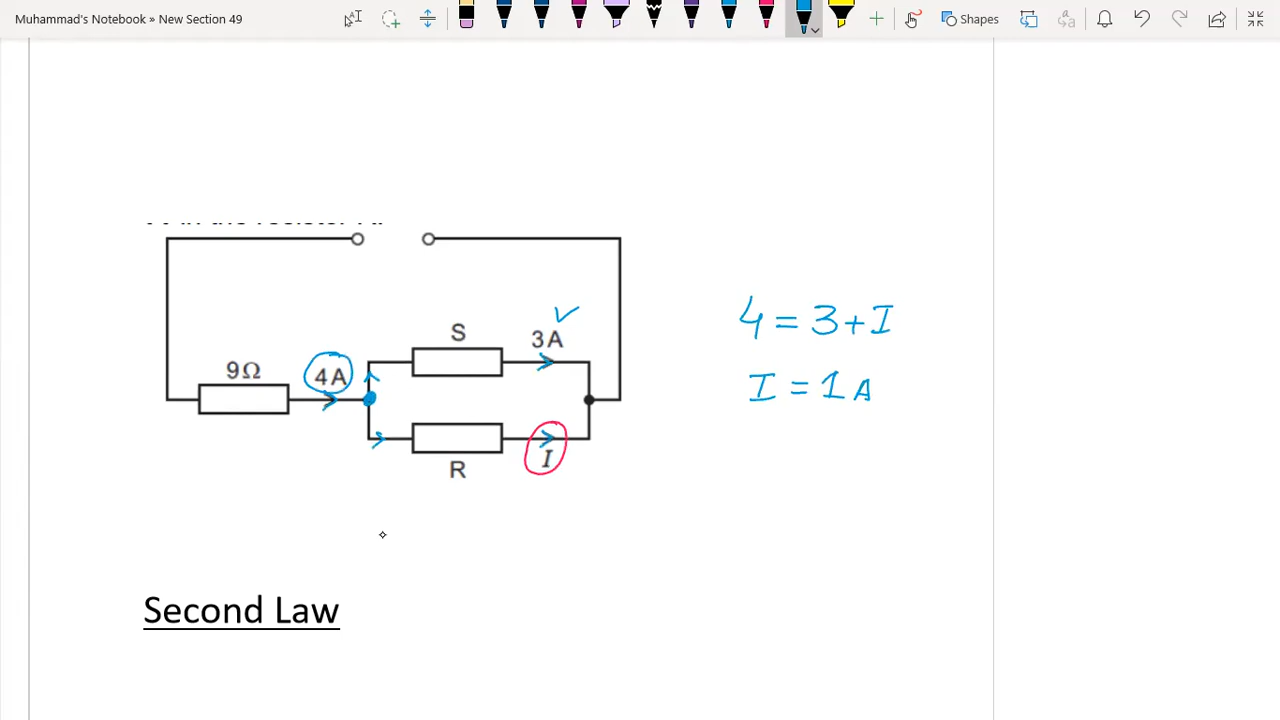 Muhammad's Notebook » New Section 49
Shapes
S
3A
9Ω
4A
I
R
4 = 3 + I
I = 1 A
Second Law